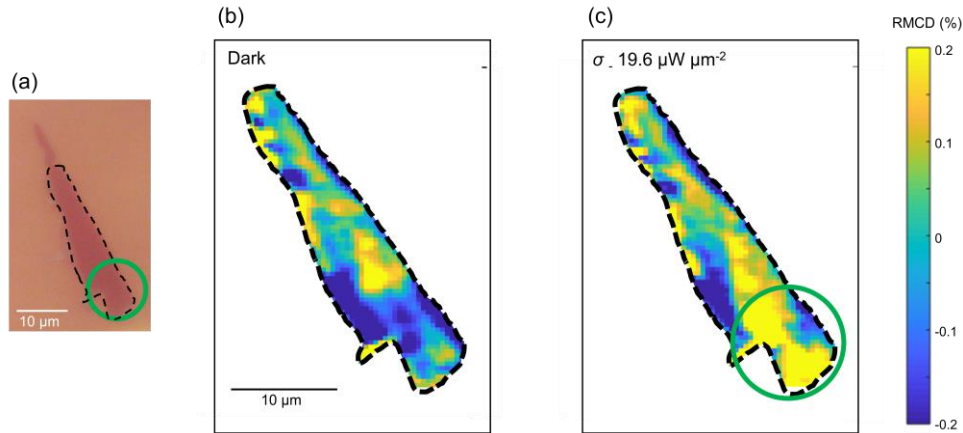 (a)
10 µm
(b)
Dark
10 µm
(c)
σ - 19.6 µW µm-2
RMCD (%)
0.2
0.1
0
-0.1
-0.2